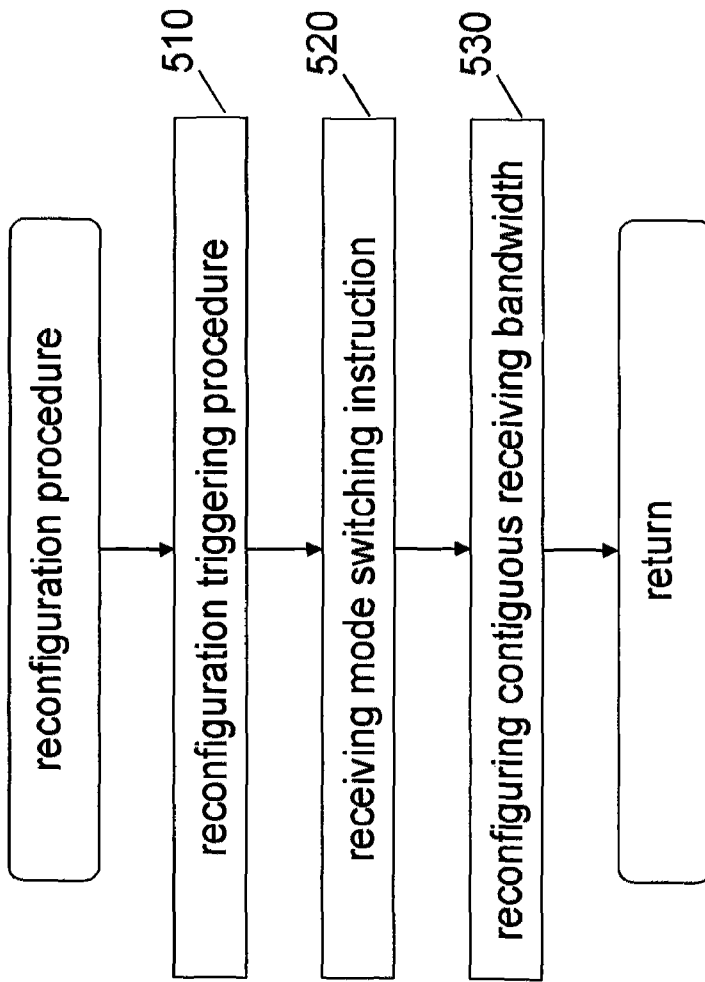 reconfiguration procedure
reconfiguration triggering procedure
510
receiving mode switching instruction
520
reconfiguring contiguous receiving bandwidth
530
return